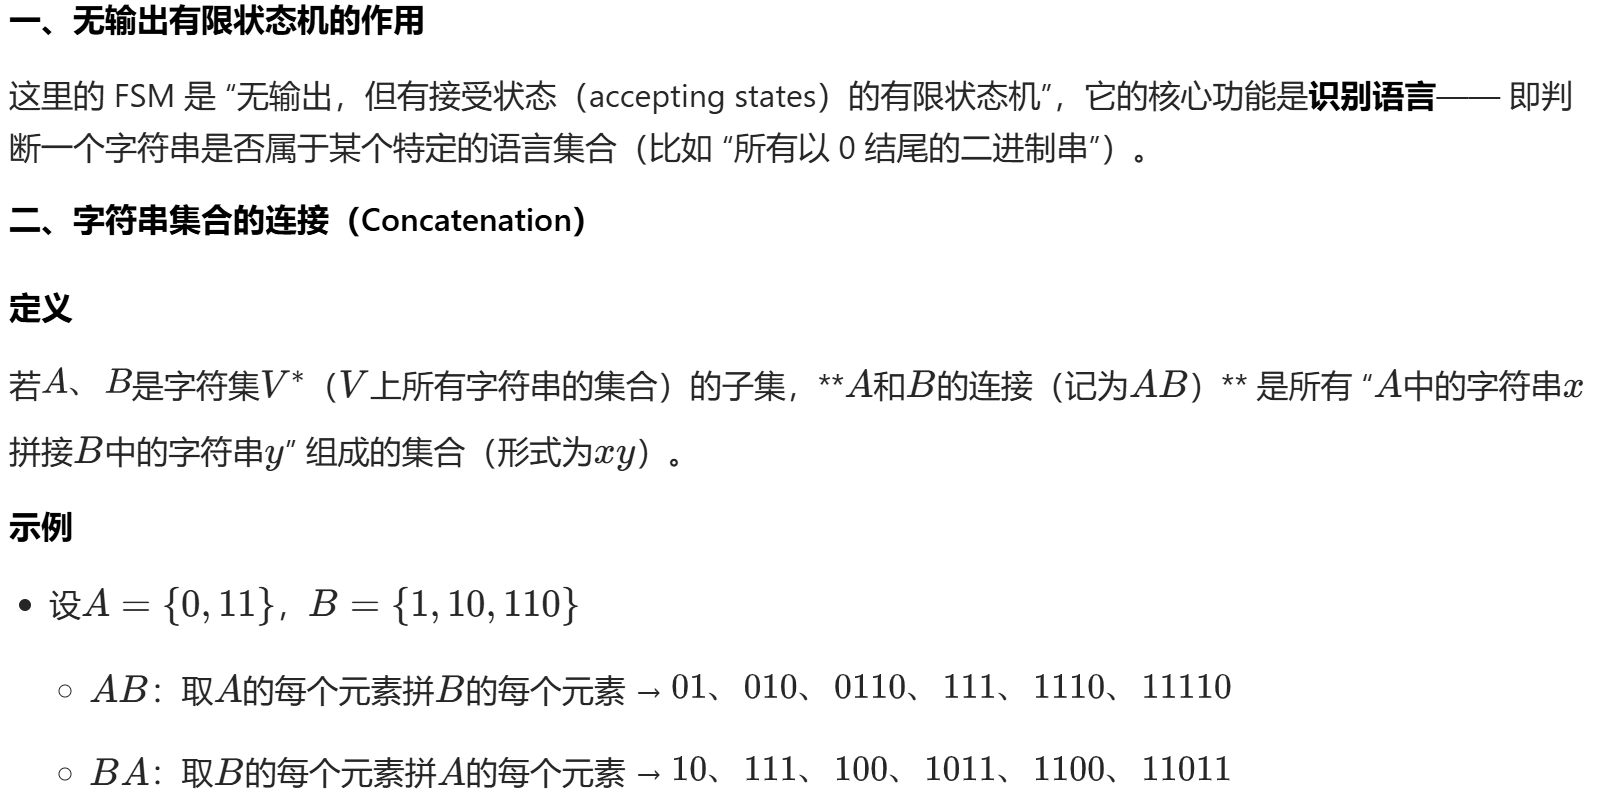 一、无输出有限状态机的作用
这里的 FSM 是 “无输出，但有接受状态（accepting states）的有限状态机”，它的核心功能是识别语言—— 即判
断一个字符串是否属于某个特定的语言集合（比如 “所有以 0 结尾的二进制串”）。
二、字符串集合的连接（Concatenation）
定义
若A、B是字符集V*（V上所有字符串的集合）的子集，**A和B的连接（记为AB）** 是所有 “A中的字符串x
拼接B中的字符串y” 组成的集合（形式为xy）。
示例
• 设A = {0, 11}，B = {1, 10, 110}
○ AB：取A的每个元素拼B的每个元素 → 01、010、0110、111、1110、11110
○ BA：取B的每个元素拼A的每个元素 → 10、111、100、1011、1100、11011